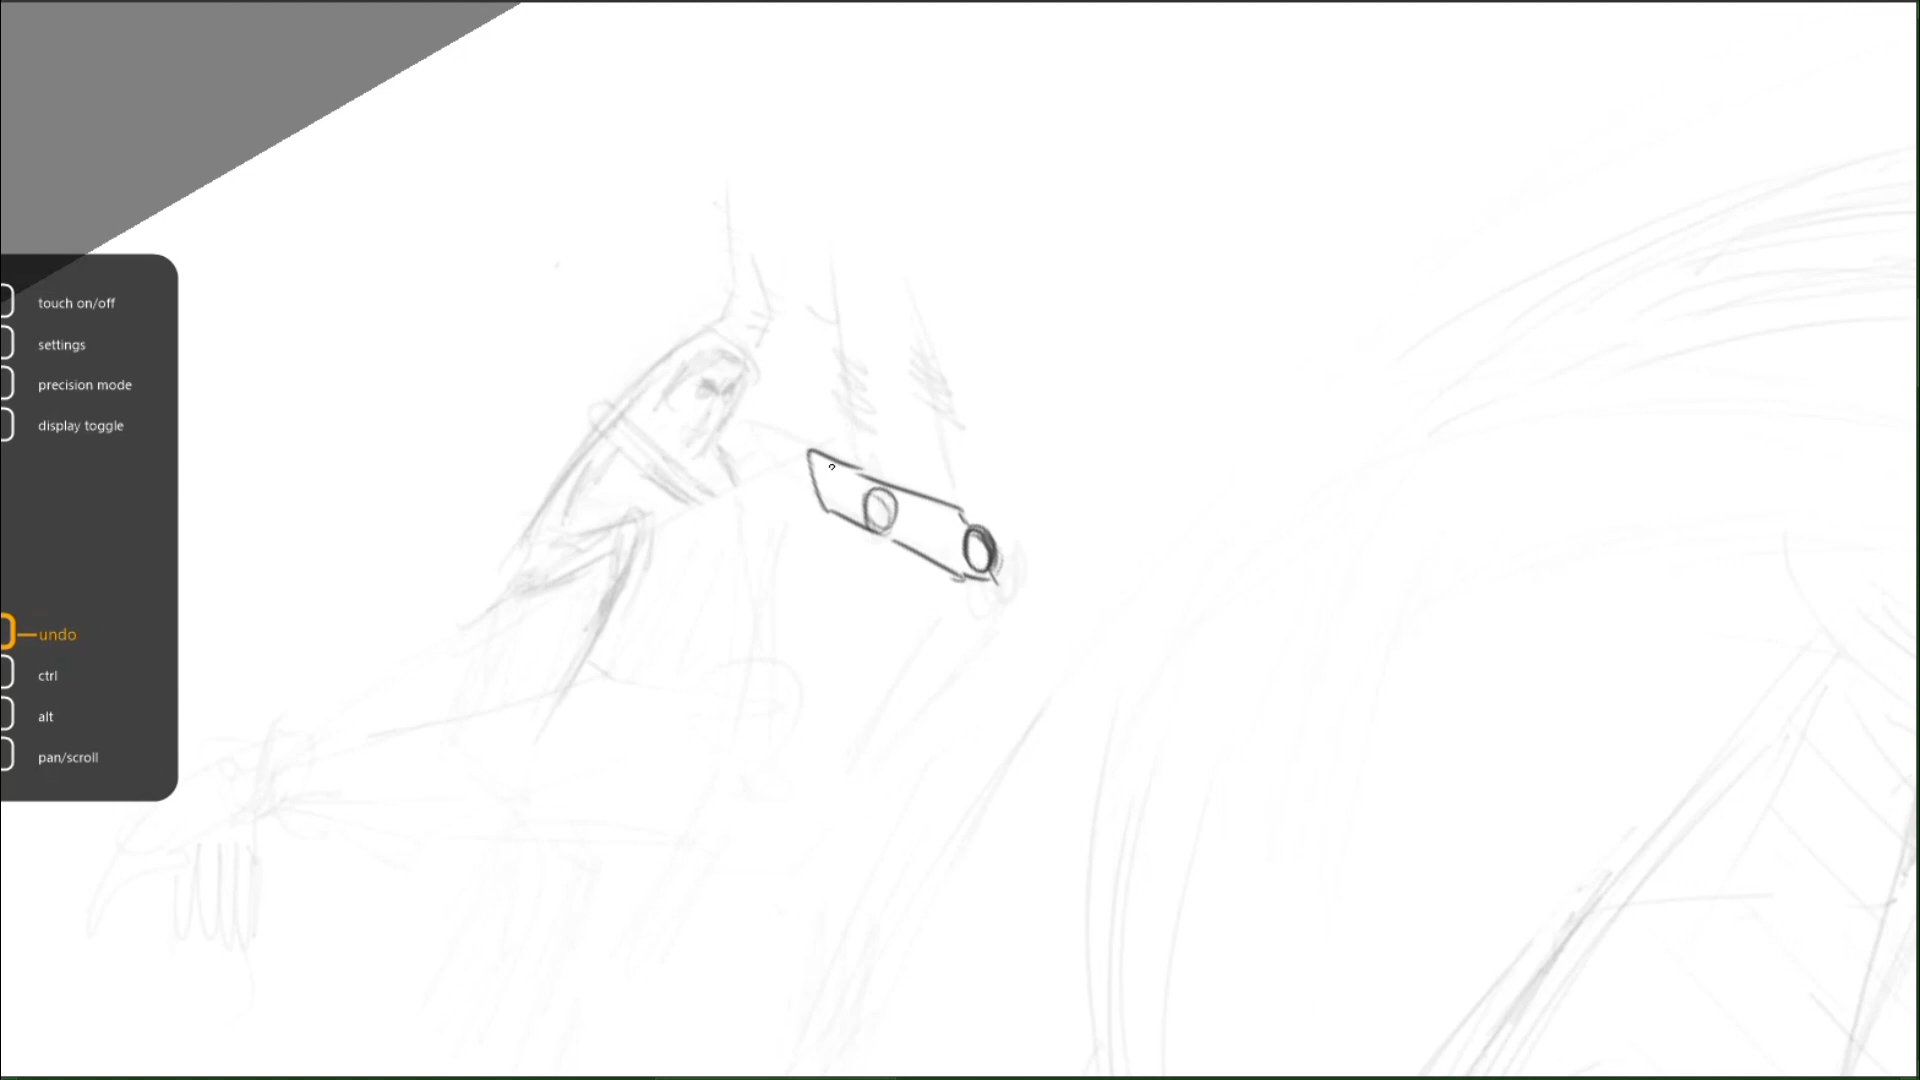 touch on/off
settings
precision mode
display toggle
undo
ctrl
alt
pan/scroll